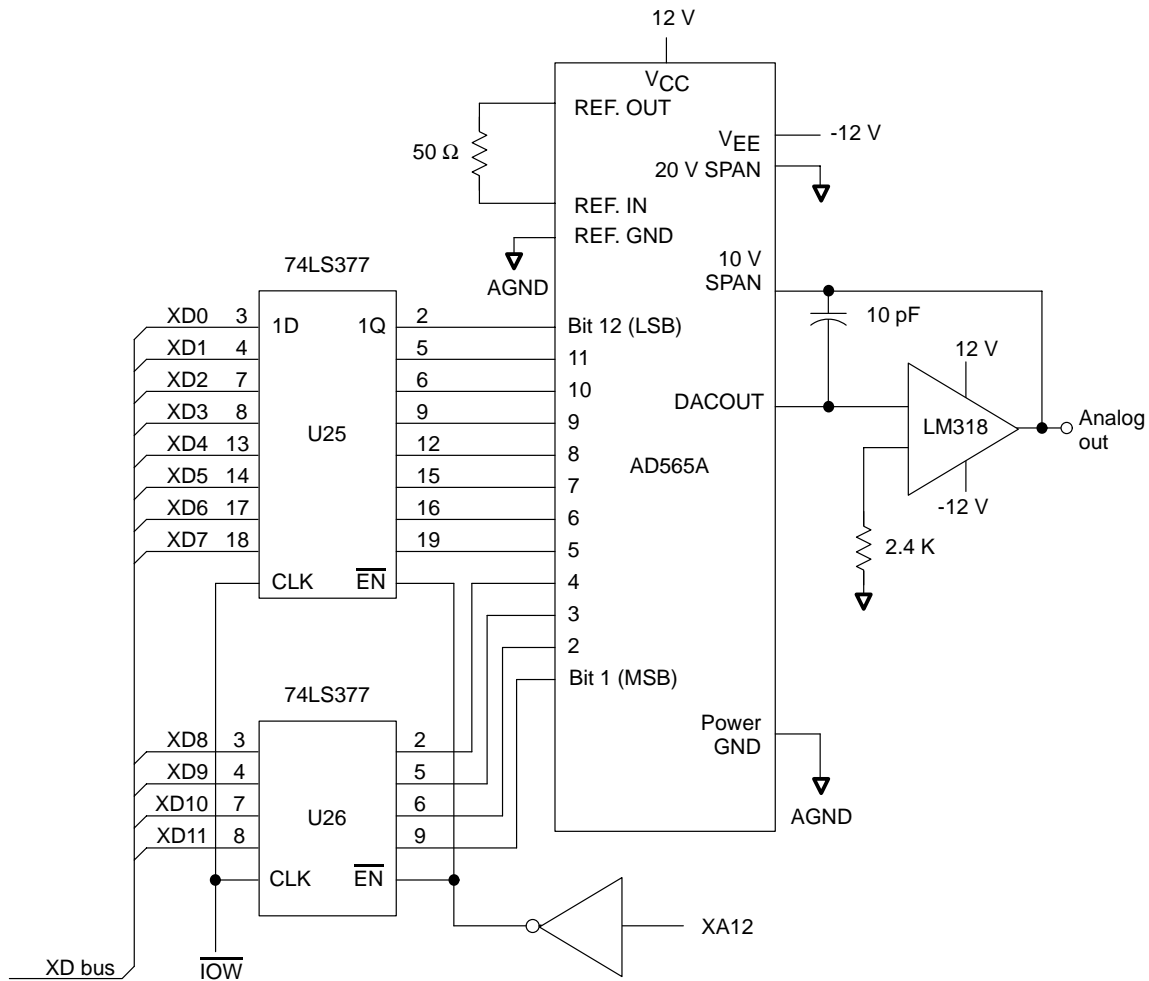 12 V
VCC
REF. OUT
50 Ω
VEE
-12 V
20 V SPAN
REF. IN
REF. GND
AGND
10 V
SPAN
10 pF
74LS377
XD0 3 1D 1Q 2 Bit 12 (LSB)
XD1 4 5 11
XD2 7 6 10
XD3 8 9 9
XD4 13 12 8
XD5 14 15 7
XD6 17 16 6
XD7 18 19 5
U25
CLK EN 4
3
2
Bit 1 (MSB)
DACOUT
AD565A
12 V
LM318
-12 V
Analog
out
2.4 K
74LS377
XD8 3 2
XD9 4 5
XD10 7 6
XD11 8 9
U26
CLK EN
Power
GND
AGND
XA12
XD bus
IOW